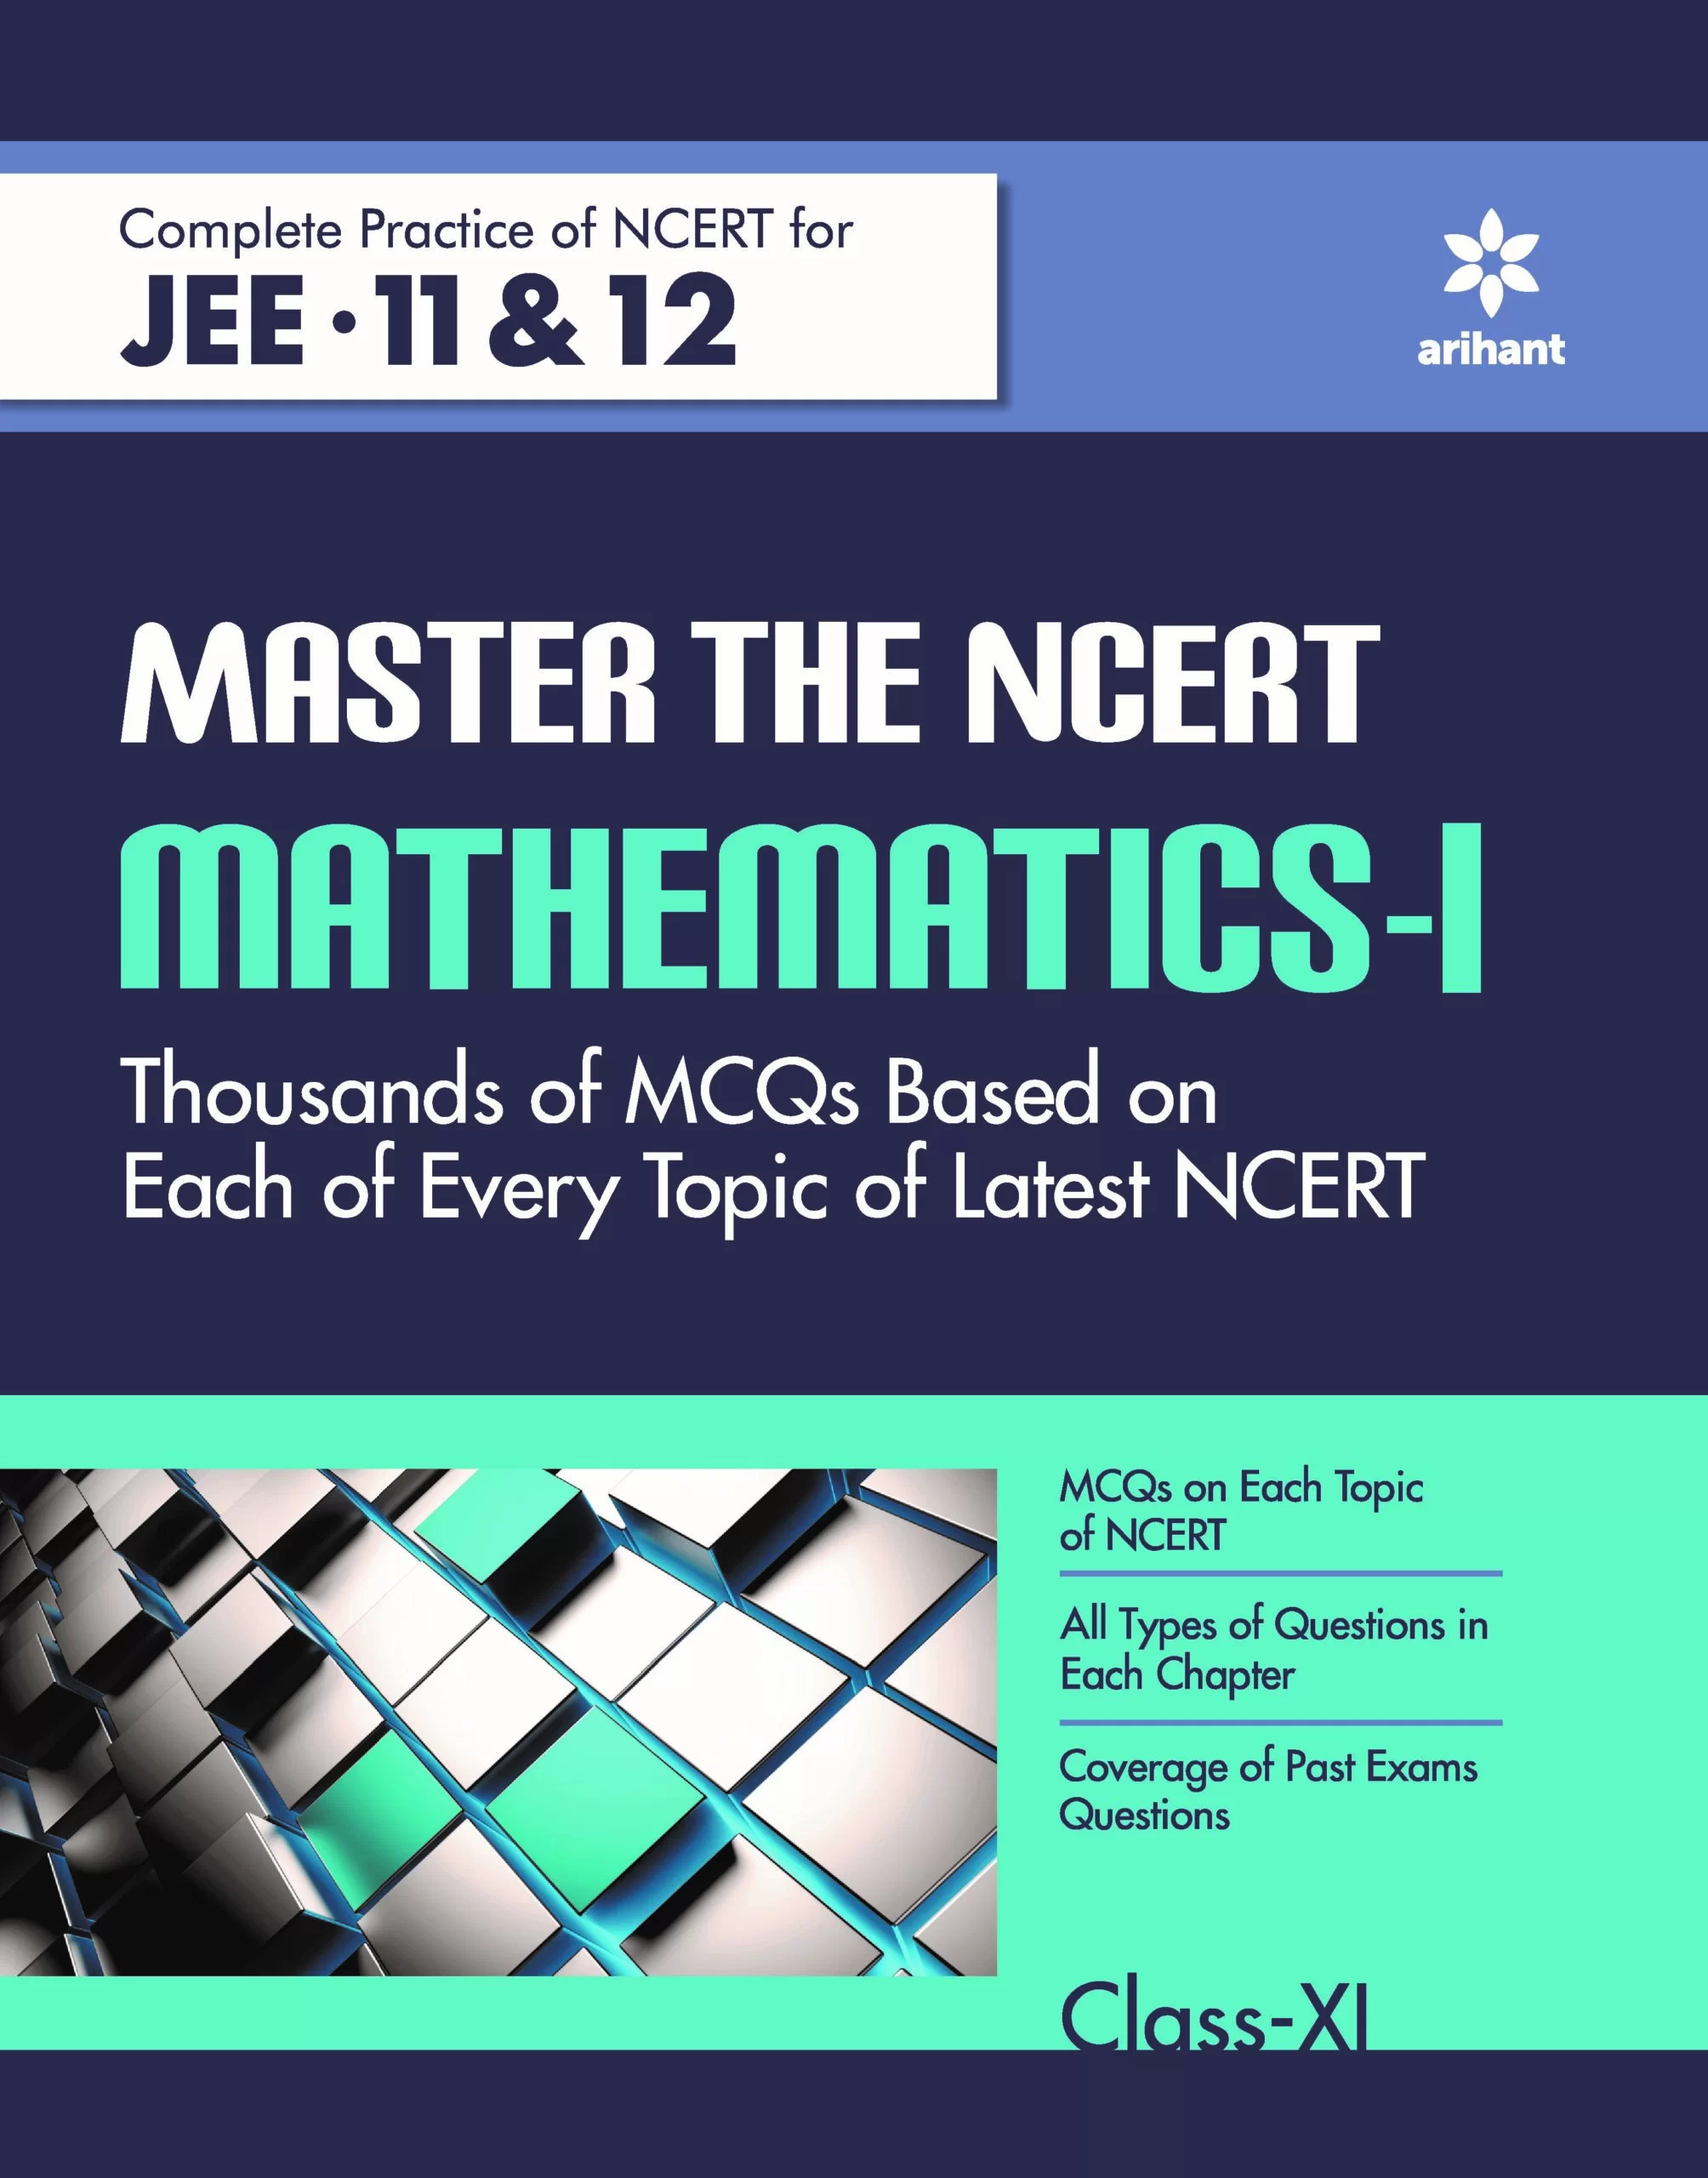 Complete Practice of NCERT for
JEE • 11 & 12
arihant
MASTER THE NCERT
MATHEMATICS-I
Thousands of MCQs Based on
Each of Every Topic of Latest NCERT
MCQs on Each Topic
of NCERT
All Types of Questions in
Each Chapter
Coverage of Past Exams
Questions
Class-XI